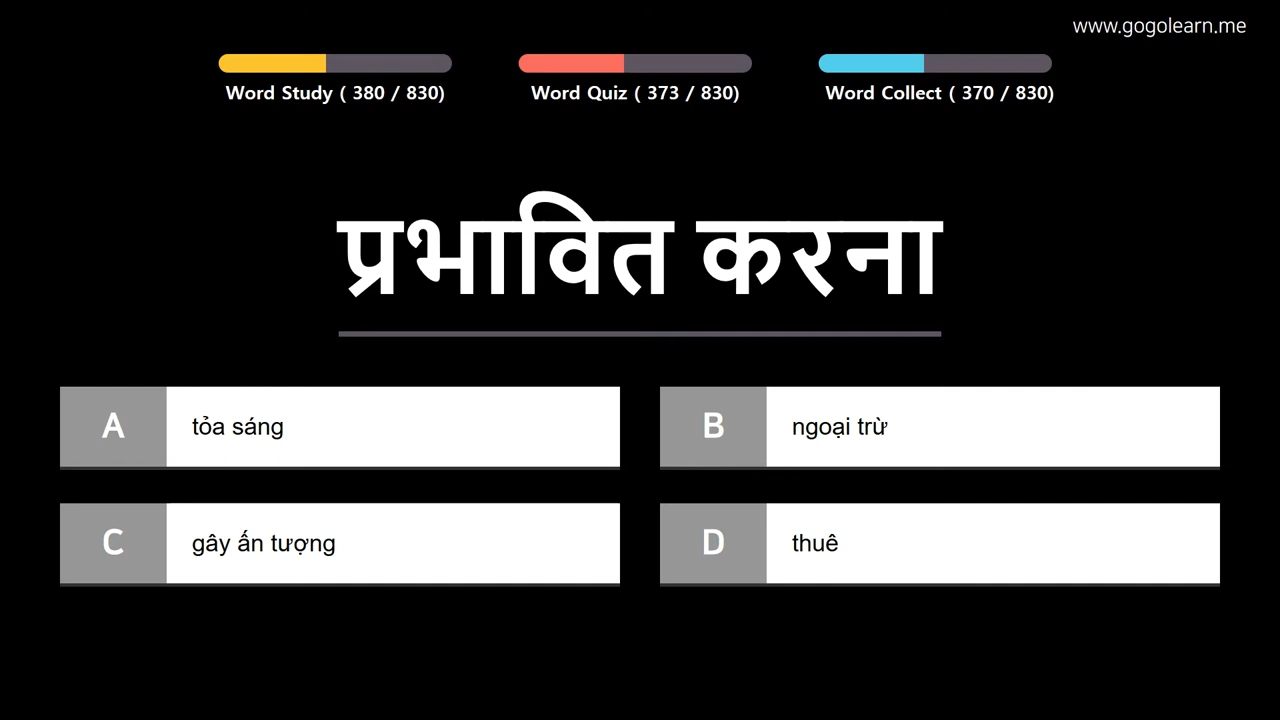 www.gogolearn.me
Word Study ( 380 / 830)
Word Quiz ( 373 / 830)
Word Collect ( 370 / 830)
प्रभावित करना
A
tỏa sáng
B
ngoại trừ
C
gây ấn tượng
D
thuê